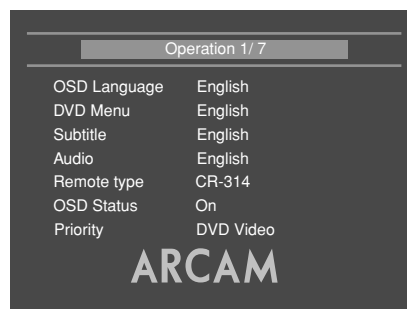 Operation 1/ 7
OSD Language English
DVD Menu English
Subtitle English
Audio English
Remote type CR-314
OSD Status On
Priority DVD Video
ARCAM